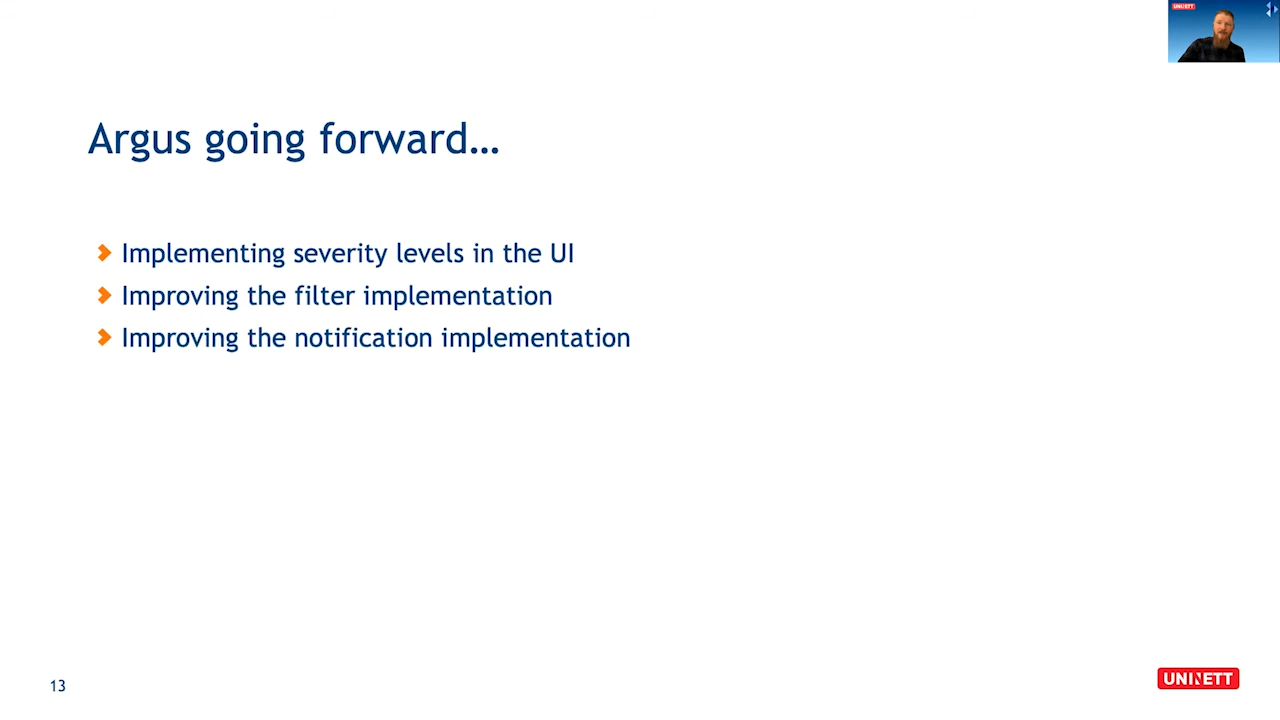 UNINETT
Argus going forward…
Implementing severity levels in the UI
Improving the filter implementation
Improving the notification implementation
13
UNINETT